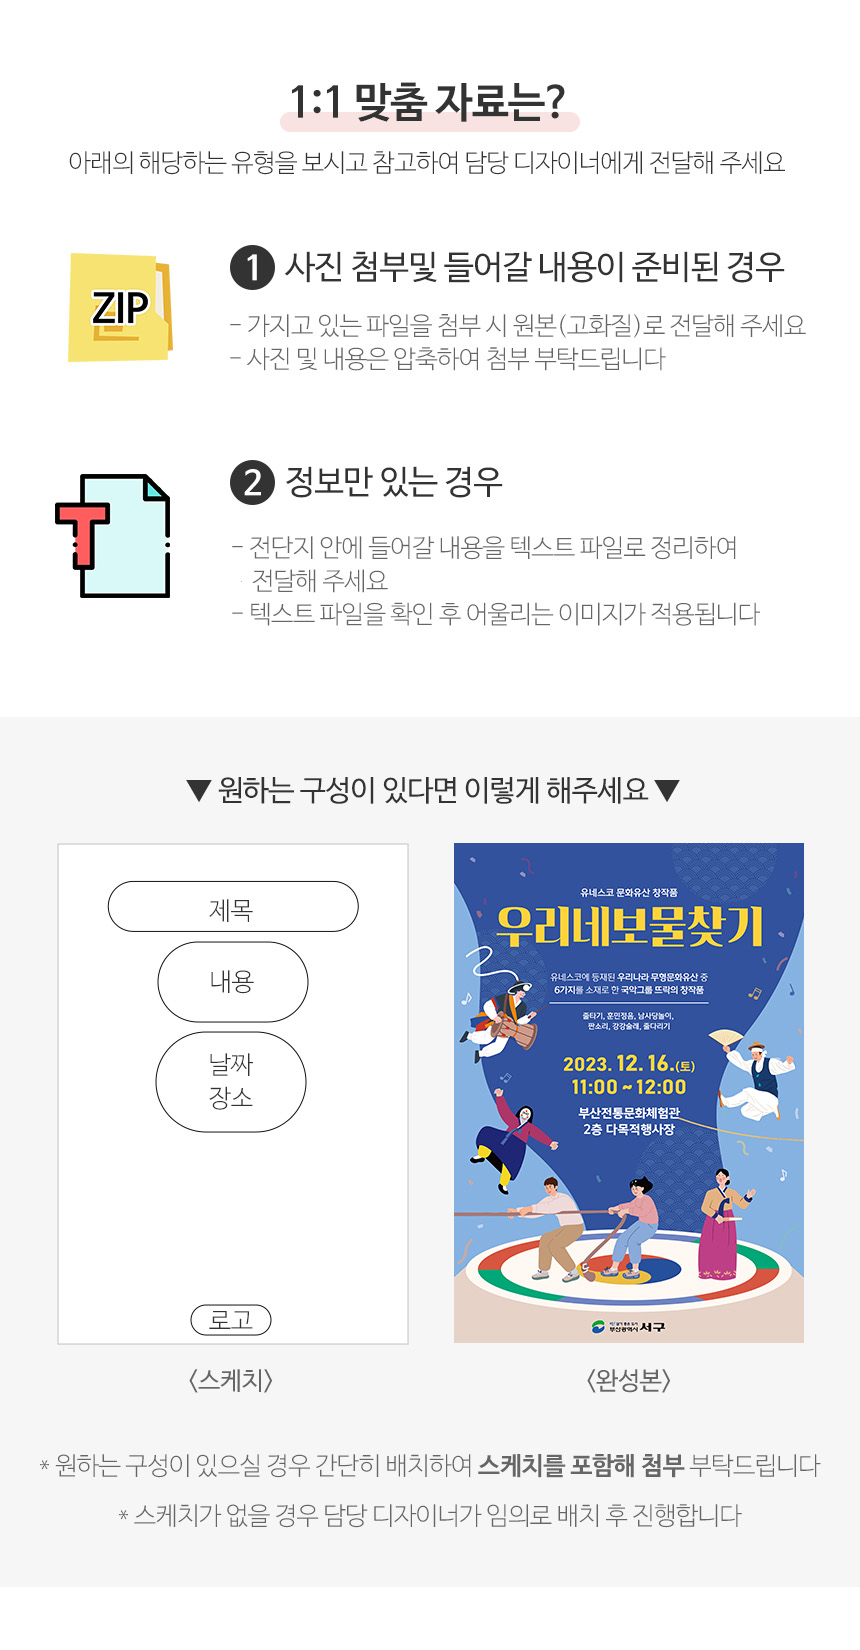 1:1 맞춤 자료는?
아래의 해당하는 유형을 보시고 참고하여 담당 디자이너에게 전달해 주세요
ZIP
1 사진 첨부및 들어갈 내용이 준비된 경우
- 가지고 있는 파일을 첨부 시 원본(고화질)로 전달해 주세요
- 사진 및 내용은 압축하여 첨부 부탁드립니다
T
2 정보만 있는 경우
- 전단지 안에 들어갈 내용을 텍스트 파일로 정리하여
전달해 주세요
- 텍스트 파일을 확인 후 어울리는 이미지가 적용됩니다
▼ 원하는 구성이 있다면 이렇게 해주세요 ▼
제목
내용
날짜
장소
로고
<스케치>
유네스코 문화유산 창작품
우리네보물찾기
유네스코에 등재된 우리나라 무형문화유산 중
6가지를 소재로 한 국악그룹 뜨락의 창작품
줄타기, 훈민정음, 남사당놀이,
판소리, 강강술래, 줄다리기
2023. 12. 16.(토)
11:00 ~ 12:00
부산전통문화체험관
2층 다목적행사장
부산광역시 서구
<완성본>
* 원하는 구성이 있으실 경우 간단히 배치하여 스케치를 포함해 첨부 부탁드립니다
* 스케치가 없을 경우 담당 디자이너가 임의로 배치 후 진행합니다